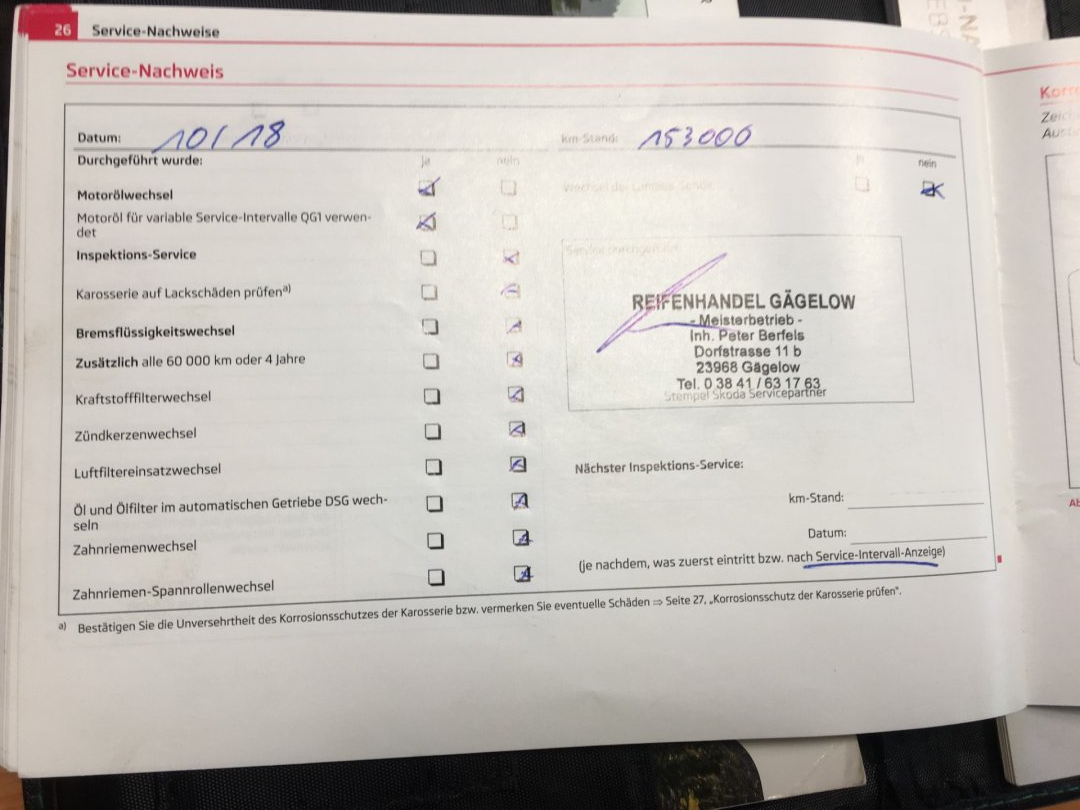 26 Service-Nachweise
Service-Nachweis
Datum: 10/18
km-Stand: 153000
Durchgeführt wurde:
ja nein
ja nein
Motorölwechsel
Motoröl für variable Service-Intervalle QG1 verwen-
det
Inspektions-Service
Karosserie auf Lackschäden prüfen a)
Bremsflüssigkeitswechsel
Zusätzlich alle 60 000 km oder 4 Jahre
Kraftstofffilterwechsel
Zündkerzenwechsel
Luftfiltereinsatzwechsel
Öl und Ölfilter im automatischen Getriebe DSG wech-
seln
Zahnriemenwechsel
Zahnriemen-Spannrollenwechsel
REIFENHANDEL GÄGELOW
- Meisterbetrieb -
Inh. Peter Berfels
Dorfstrasse 11 b
23968 Gägelow
Tel. 0 38 41 / 63 17 63
Stempel Škoda Servicepartner
Nächster Inspektions-Service:
km-Stand:
Datum:
(je nachdem, was zuerst eintritt bzw. nach Service-Intervall-Anzeige)
a) Bestätigen Sie die Unversehrtheit des Korrosionsschutzes der Karosserie bzw. vermerken Sie eventuelle Schäden ⇒ Seite 27, „Korrosionsschutz der Karosserie prüfen“.